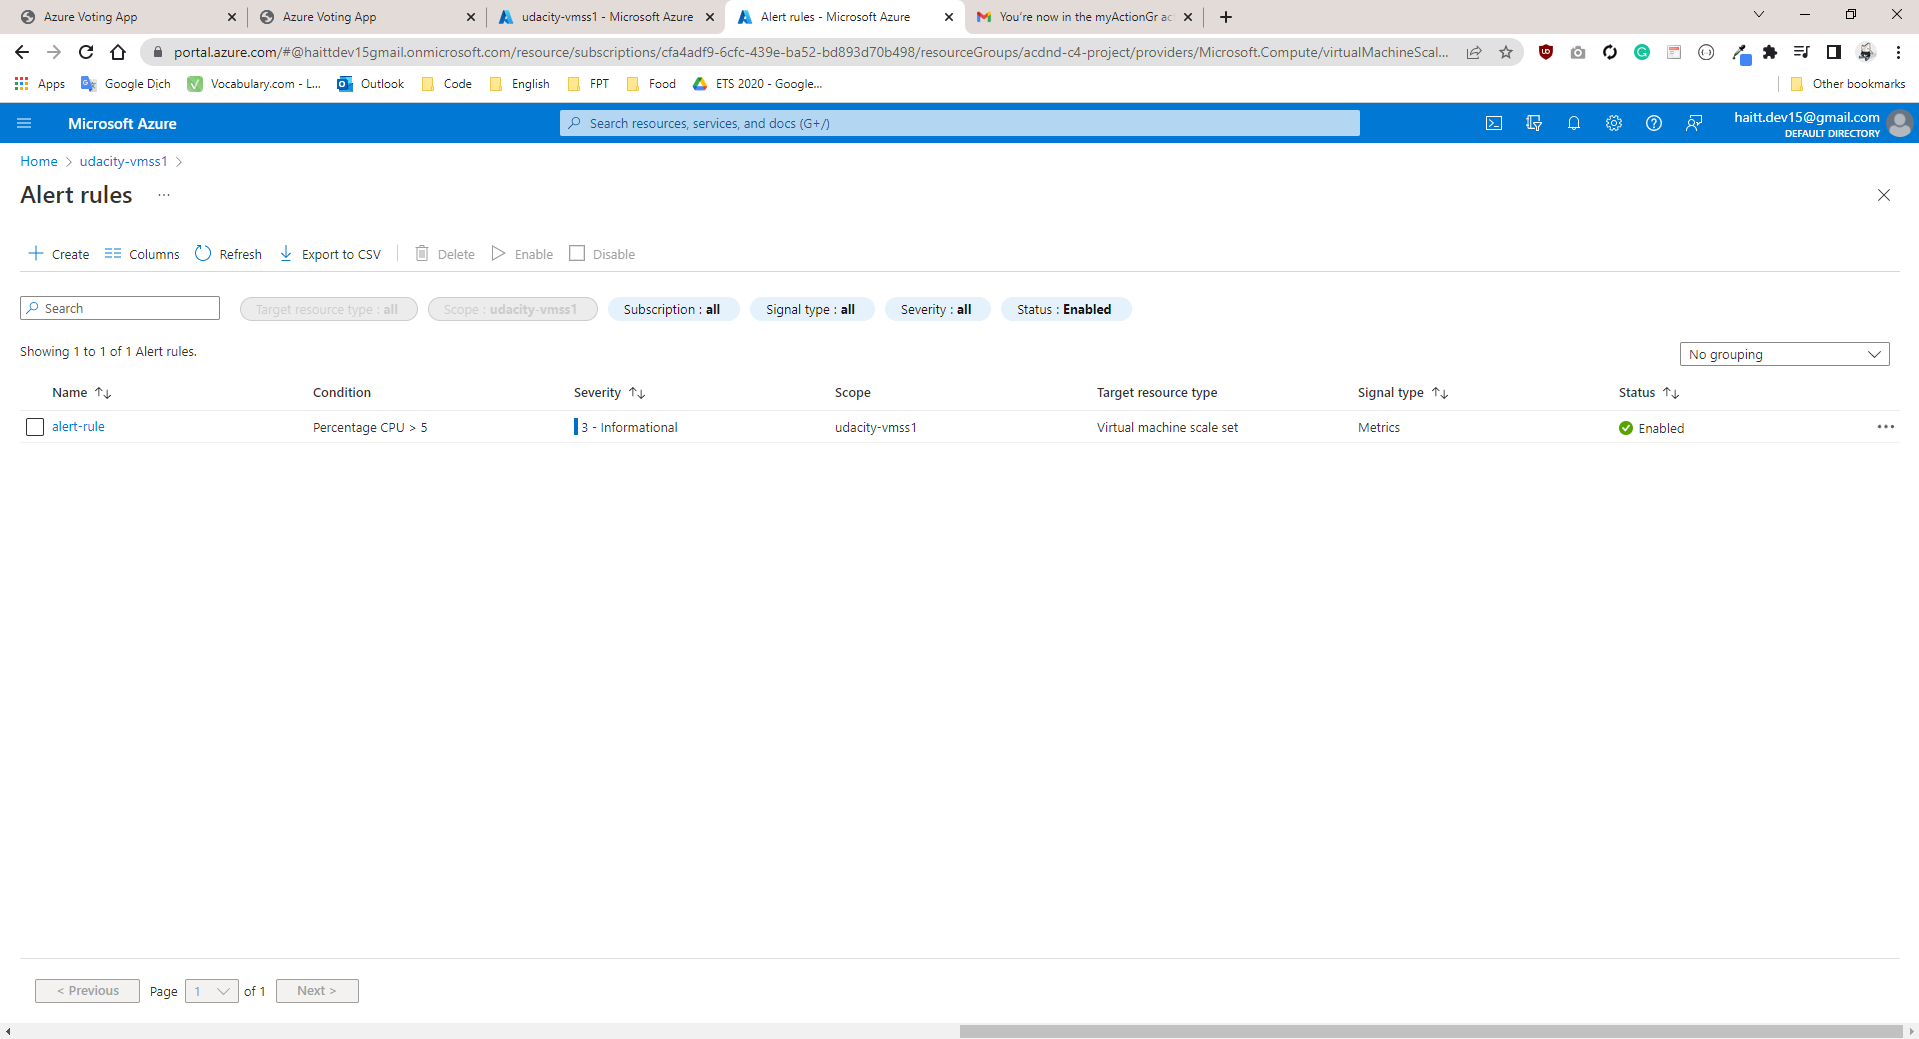 Azure Voting App
Azure Voting App
udacity-vmss1 - Microsoft Azure
Alert rules - Microsoft Azure
You're now in the myActionGr ac
portal.azure.com/#@haittdev15gmail.onmicrosoft.com/resource/subscriptions/cfa4adf9-6cfc-439e-ba52-bd893d70b498/resourceGroups/acdnd-c4-project/providers/Microsoft.Compute/virtualMachineScal...
Apps
Google Dịch
Vocabulary.com - L...
Outlook
Code
English
FPT
Food
ETS 2020 - Google...
Other bookmarks
Microsoft Azure
Search resources, services, and docs (G+/)
haitt.dev15@gmail.com
DEFAULT DIRECTORY
Home > udacity-vmss1 >
Alert rules ...
Create
Columns
Refresh
Export to CSV
Delete
Enable
Disable
Search
Target resource type : all
Scope : udacity-vmss1
Subscription : all
Signal type : all
Severity : all
Status : Enabled
Showing 1 to 1 of 1 Alert rules.
No grouping
Name
Condition
Severity
Scope
Target resource type
Signal type
Status
alert-rule
Percentage CPU > 5
3 - Informational
udacity-vmss1
Virtual machine scale set
Metrics
Enabled
< Previous
Page 1 of 1
Next >